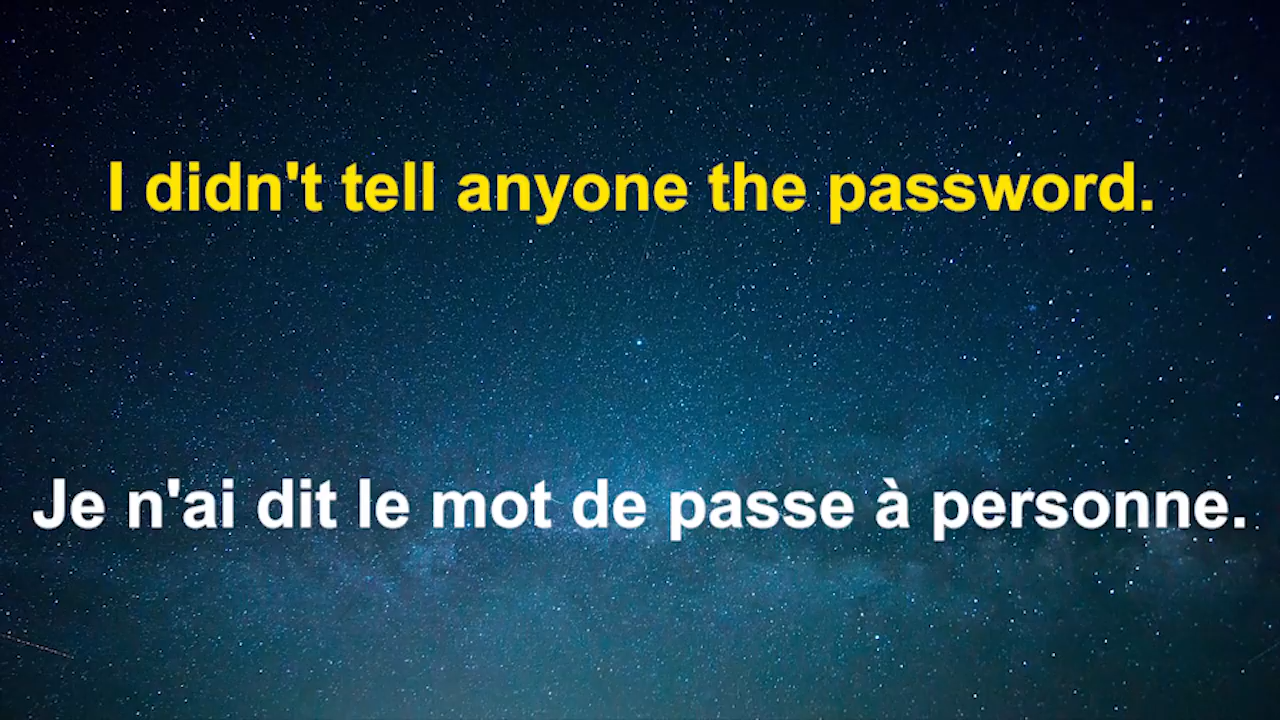 I didn't tell anyone the password.
Je n'ai dit le mot de passe à personne.